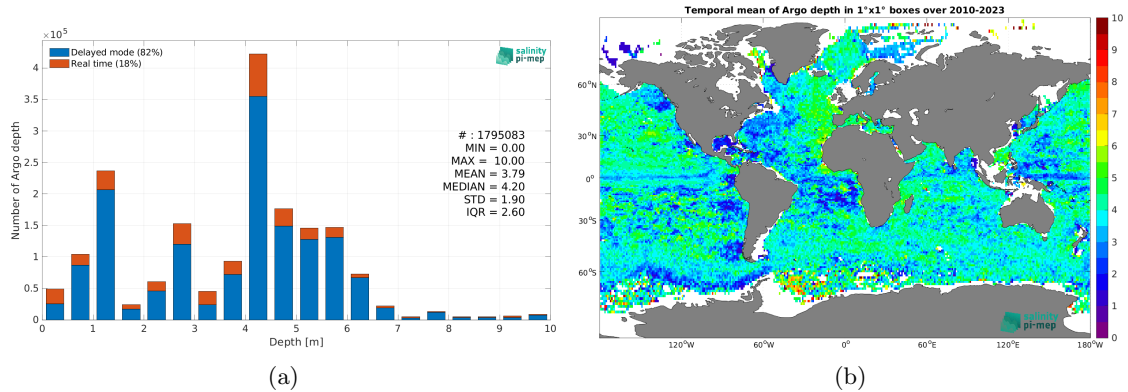 ×10⁵
Delayed mode (82%)
Real time (18%)
salinity
pi-mep
4
3.5
3
2.5
2
1.5
1
0.5
0
Number of Argo depth
# : 1795083
MIN = 0.00
MAX = 10.00
MEAN = 3.79
MEDIAN = 4.20
STD = 1.90
IQR = 2.60
0 1 2 3 4 5 6 7 8 9 10
Depth [m]
(a)
Temporal mean of Argo depth in 1°x1° boxes over 2010-2023
60°N
30°N
0°
30°S
60°S
120°W 60°W 0° 60°E 120°E 180°W
salinity
pi-mep
10
9
8
7
6
5
4
3
2
1
0
(b)